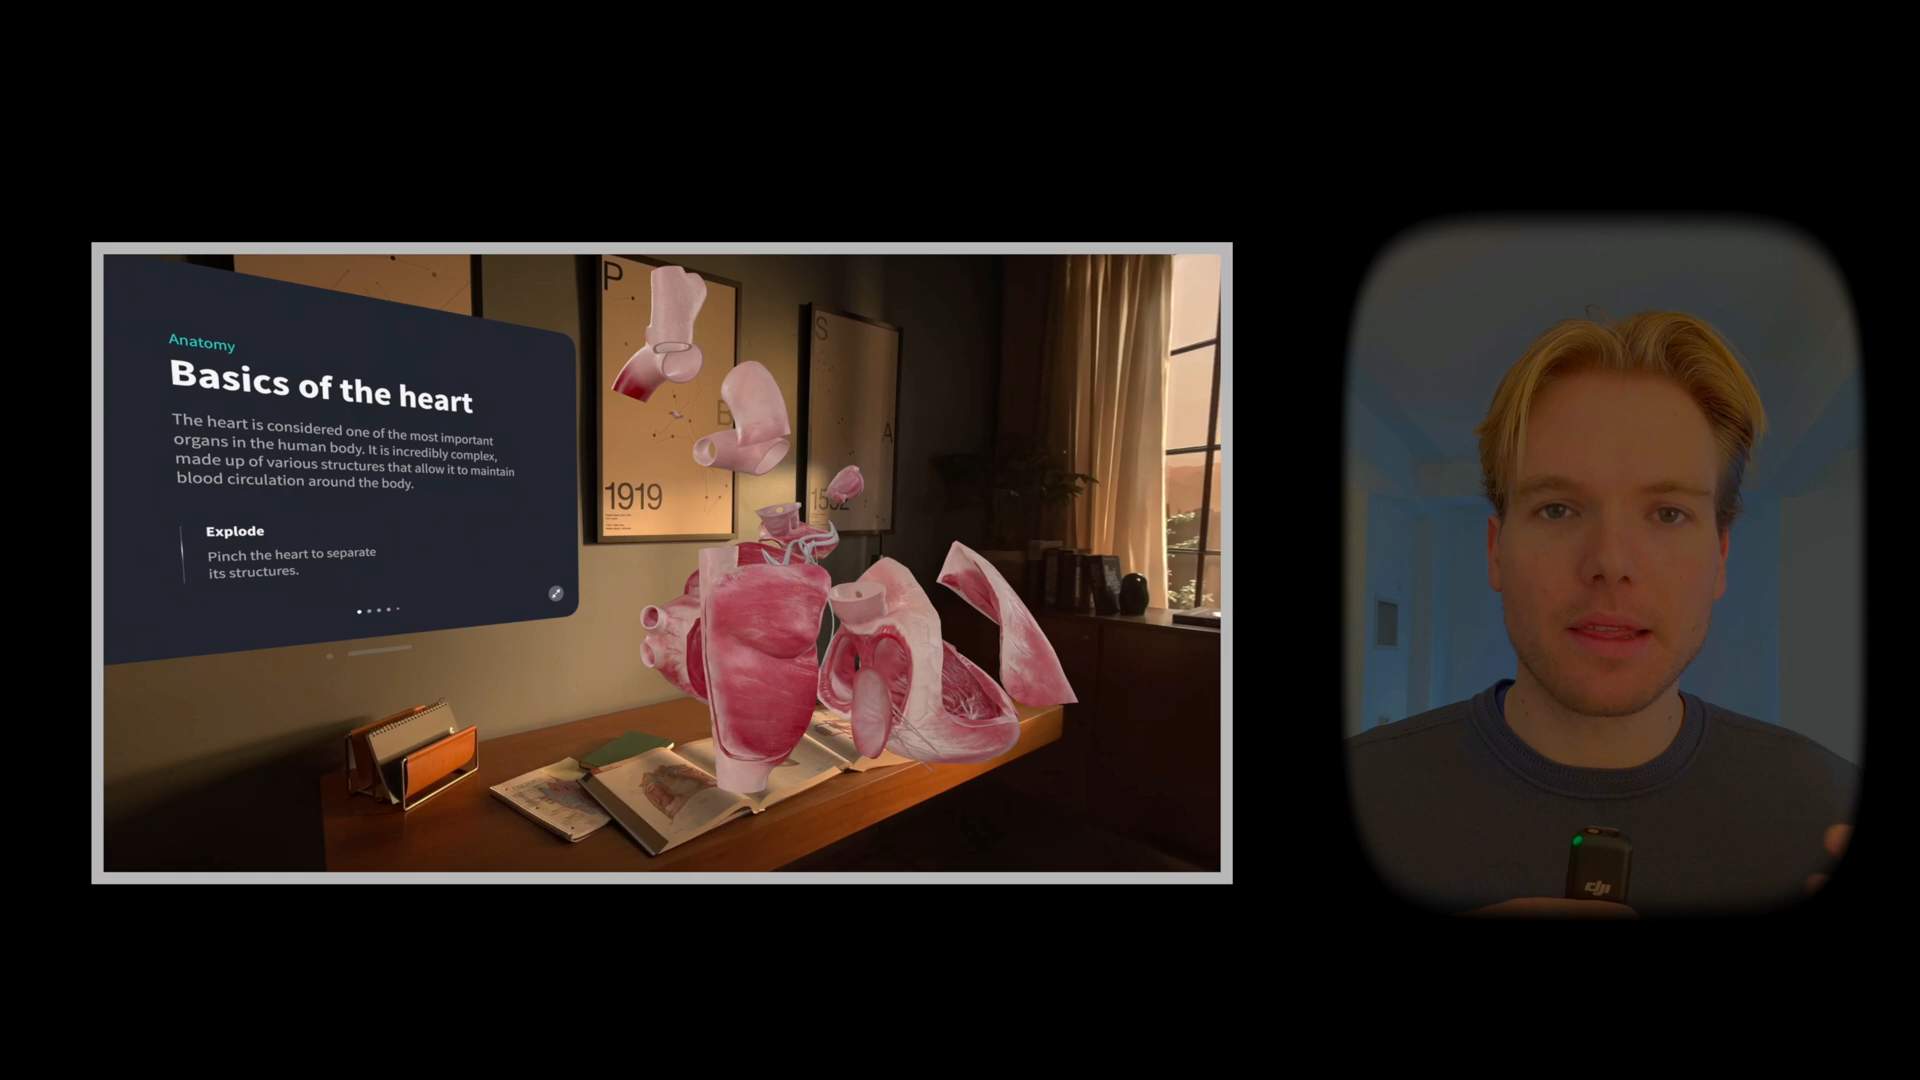 Anatomy
Basics of the heart
The heart is considered one of the most important
organs in the human body. It is incredibly complex,
made up of various structures that allow it to maintain
blood circulation around the body.
Explode
Pinch the heart to separate
its structures.
P
B
1919
S
A
dji